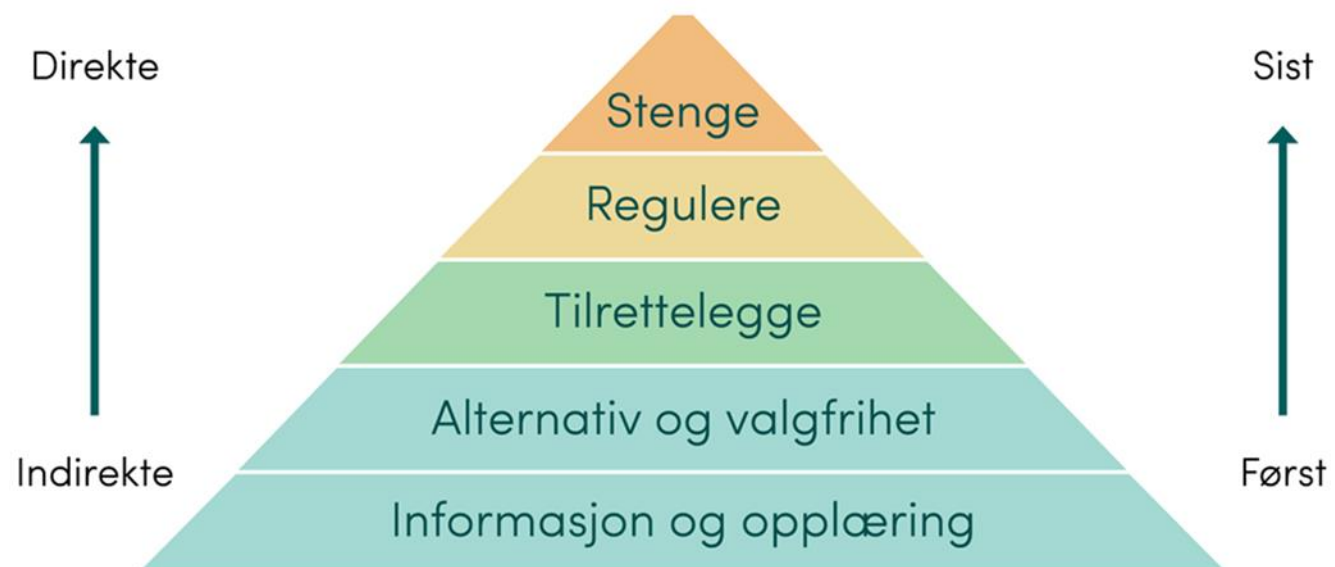 Direkte
Sist
Stenge
Regulere
Tilrettelegge
Alternativ og valgfrihet
Indirekte
Først
Informasjon og opplæring